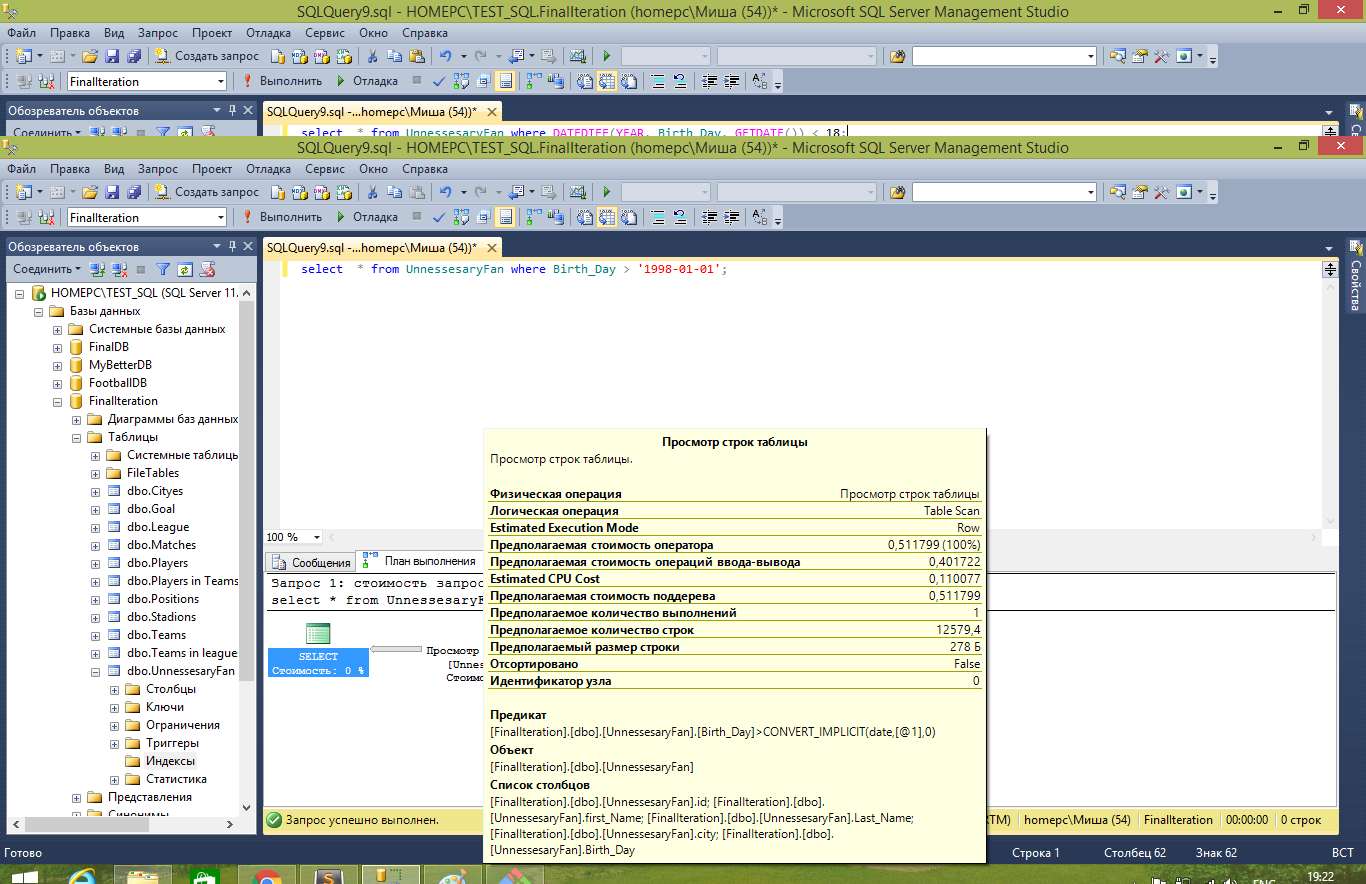 SQLQuery9.sql - HOMEPC\TEST_SQL.FinalIteration (homepc\Миша (54))* - Microsoft SQL Server Management Studio
Файл Правка Вид Запрос Проект Отладка Сервис Окно Справка
Создать запрос
FinalIteration Выполнить Отладка
Обозреватель объектов SQLQuery9.sql -...homepc\Миша (54))*
Соединить select * from UnnessesaryFan where DATEDIFF(YEAR, Birth_Day, GETDATE()) < 18;
SQLQuery9.sql - HOMEPC\TEST_SQL.FinalIteration (homepc\Миша (54))* - Microsoft SQL Server Management Studio
Файл Правка Вид Запрос Проект Отладка Сервис Окно Справка
Создать запрос
FinalIteration Выполнить Отладка
Обозреватель объектов
Соединить
HOMEPC\TEST_SQL (SQL Server 11.
Базы данных
Системные базы данных
FinalDB
MyBetterDB
FootballDB
FinalIteration
Диаграммы баз данных
Таблицы
Системные таблицы
FileTables
dbo.Cityes
dbo.Goal
dbo.League
dbo.Matches
dbo.Players
dbo.Players in Teams
dbo.Positions
dbo.Stadions
dbo.Teams
dbo.Teams in league
dbo.UnnessesaryFan
Столбцы
Ключи
Ограничения
Триггеры
Индексы
Статистика
Представления
Синонимы
SQLQuery9.sql -...homepc\Миша (54))*
select * from UnnessesaryFan where Birth_Day > '1998-01-01';
Свойства
100 %
Сообщения План выполнения
Запрос 1: стоимость запрос
select * from UnnessesaryF
SELECT
Стоимость: 0 %
Просмотр
[Unnes
Стоим
Просмотр строк таблицы
Просмотр строк таблицы.
Физическая операция Просмотр строк таблицы
Логическая операция Table Scan
Estimated Execution Mode Row
Предполагаемая стоимость оператора 0,511799 (100%)
Предполагаемая стоимость операций ввода-вывода 0,401722
Estimated CPU Cost 0,110077
Предполагаемая стоимость поддерева 0,511799
Предполагаемое количество выполнений 1
Предполагаемое количество строк 12579,4
Предполагаемый размер строки 278 Б
Отсортировано False
Идентификатор узла 0
Предикат
[FinalIteration].[dbo].[UnnessesaryFan].[Birth_Day]>CONVERT_IMPLICIT(date,[@1],0)
Объект
[FinalIteration].[dbo].[UnnessesaryFan]
Список столбцов
[FinalIteration].[dbo].[UnnessesaryFan].id; [FinalIteration].[dbo].
[UnnessesaryFan].first_Name; [FinalIteration].[dbo].[UnnessesaryFan].Last_Name;
[FinalIteration].[dbo].[UnnessesaryFan].city; [FinalIteration].[dbo].
[UnnessesaryFan].Birth_Day
Запрос успешно выполнен. RTM) homepc\Миша (54) FinalIteration 00:00:00 0 строк
Готово Строка 1 Столбец 62 Знак 62 ВСТ
ENG 19:22